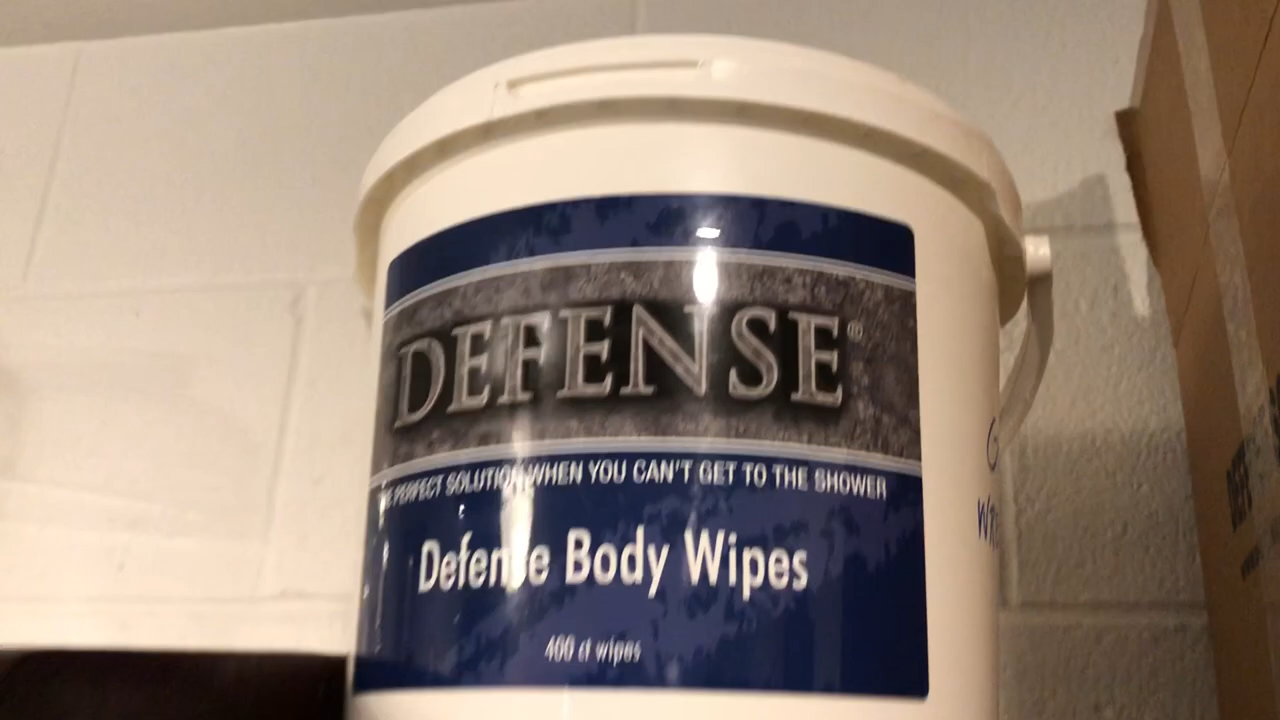 DEFENSE®
PERFECT SOLUTION WHEN YOU CAN'T GET TO THE SHOWER
Defense Body Wipes
400 ct wipes